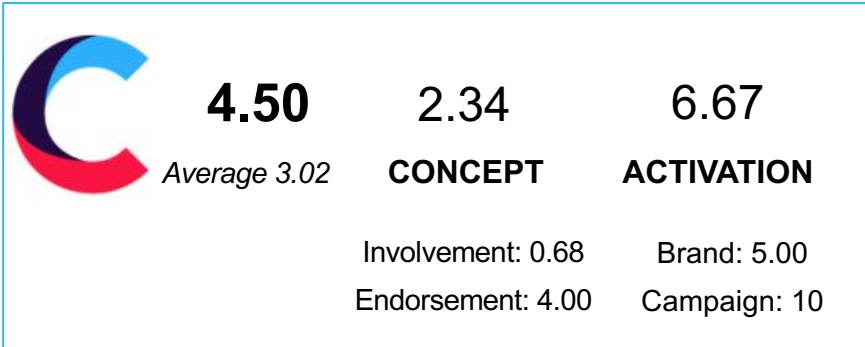 4.50 2.34 6.67
Average 3.02 CONCEPT ACTIVATION
Involvement: 0.68 Brand: 5.00
Endorsement: 4.00 Campaign: 10